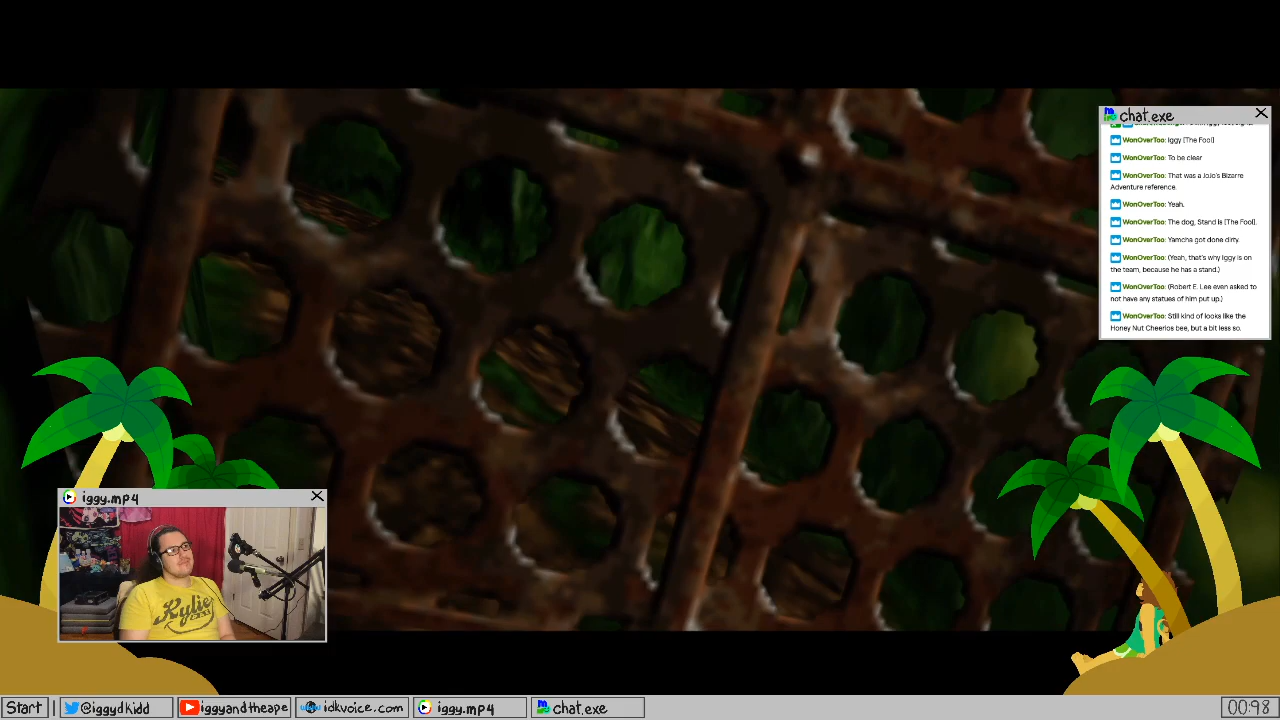 chat.exe
WonOverToo: Iggy [The Fool]
WonOverToo: To be clear
WonOverToo: That was a JoJo's Bizarre
Adventure reference.
WonOverToo: Yeah.
WonOverToo: The dog, Stand is [The Fool].
WonOverToo: Yamcha got done dirty.
WonOverToo: (Yeah, that's why Iggy is on
the team, because he has a stand.)
WonOverToo: (Robert E. Lee even asked to
not have any statues of him put up.)
WonOverToo: Still kind of looks like the
Honey Nut Cheerios bee, but a bit less so.
iggy.mp4
Kylie
Start | @iggydkidd iggyandtheape idkvoice.com iggy.mp4 chat.exe 00:98